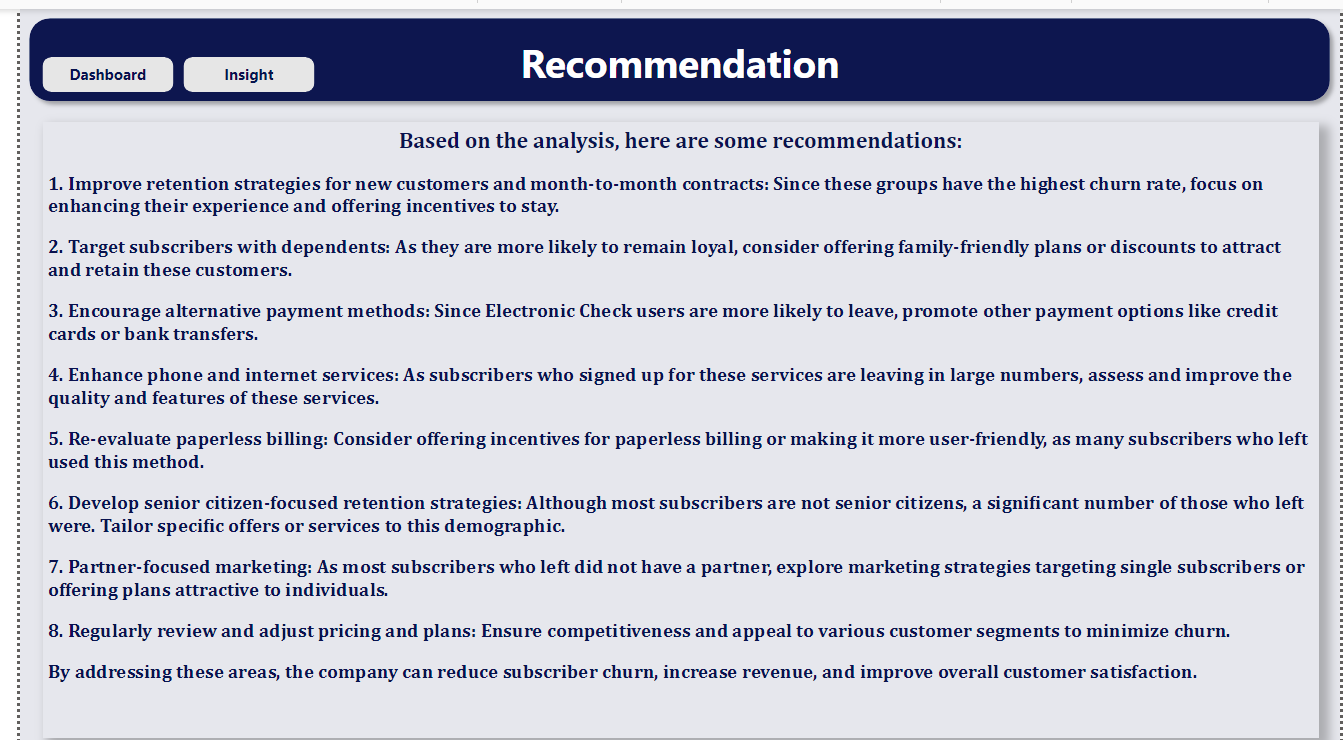 Recommendation
Dashboard
Insight
Based on the analysis, here are some recommendations:
1. Improve retention strategies for new customers and month-to-month contracts: Since these groups have the highest churn rate, focus on
enhancing their experience and offering incentives to stay.
2. Target subscribers with dependents: As they are more likely to remain loyal, consider offering family-friendly plans or discounts to attract
and retain these customers.
3. Encourage alternative payment methods: Since Electronic Check users are more likely to leave, promote other payment options like credit
cards or bank transfers.
4. Enhance phone and internet services: As subscribers who signed up for these services are leaving in large numbers, assess and improve the
quality and features of these services.
5. Re-evaluate paperless billing: Consider offering incentives for paperless billing or making it more user-friendly, as many subscribers who left
used this method.
6. Develop senior citizen-focused retention strategies: Although most subscribers are not senior citizens, a significant number of those who left
were. Tailor specific offers or services to this demographic.
7. Partner-focused marketing: As most subscribers who left did not have a partner, explore marketing strategies targeting single subscribers or
offering plans attractive to individuals.
8. Regularly review and adjust pricing and plans: Ensure competitiveness and appeal to various customer segments to minimize churn.
By addressing these areas, the company can reduce subscriber churn, increase revenue, and improve overall customer satisfaction.